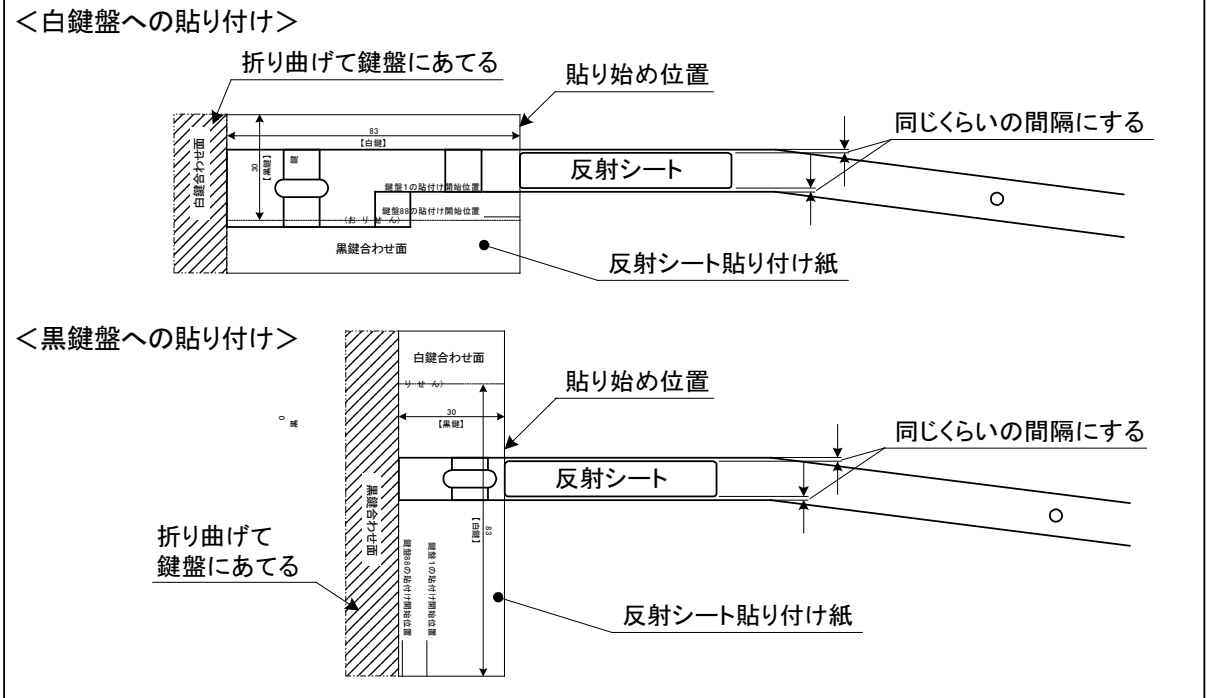 ＜白鍵盤への貼り付け＞
折り曲げて鍵盤にあてる
貼り始め位置
同じくらいの間隔にする
白鍵合わせ面
83
【白鍵】
30
【黒鍵】
鍵
反射シート
鍵盤1の貼付け開始位置
鍵盤88の貼付け開始位置
（おりせん）
黒鍵合わせ面
反射シート貼り付け紙
＜黒鍵盤への貼り付け＞
白鍵合わせ面
りせん）
貼り始め位置
30
【黒鍵】
0
黒
同じくらいの間隔にする
反射シート
黒鍵合わせ面
83
【白鍵】
折り曲げて
鍵盤にあてる
鍵盤88の貼付け開始位置
鍵盤1の貼付け開始位置
反射シート貼り付け紙